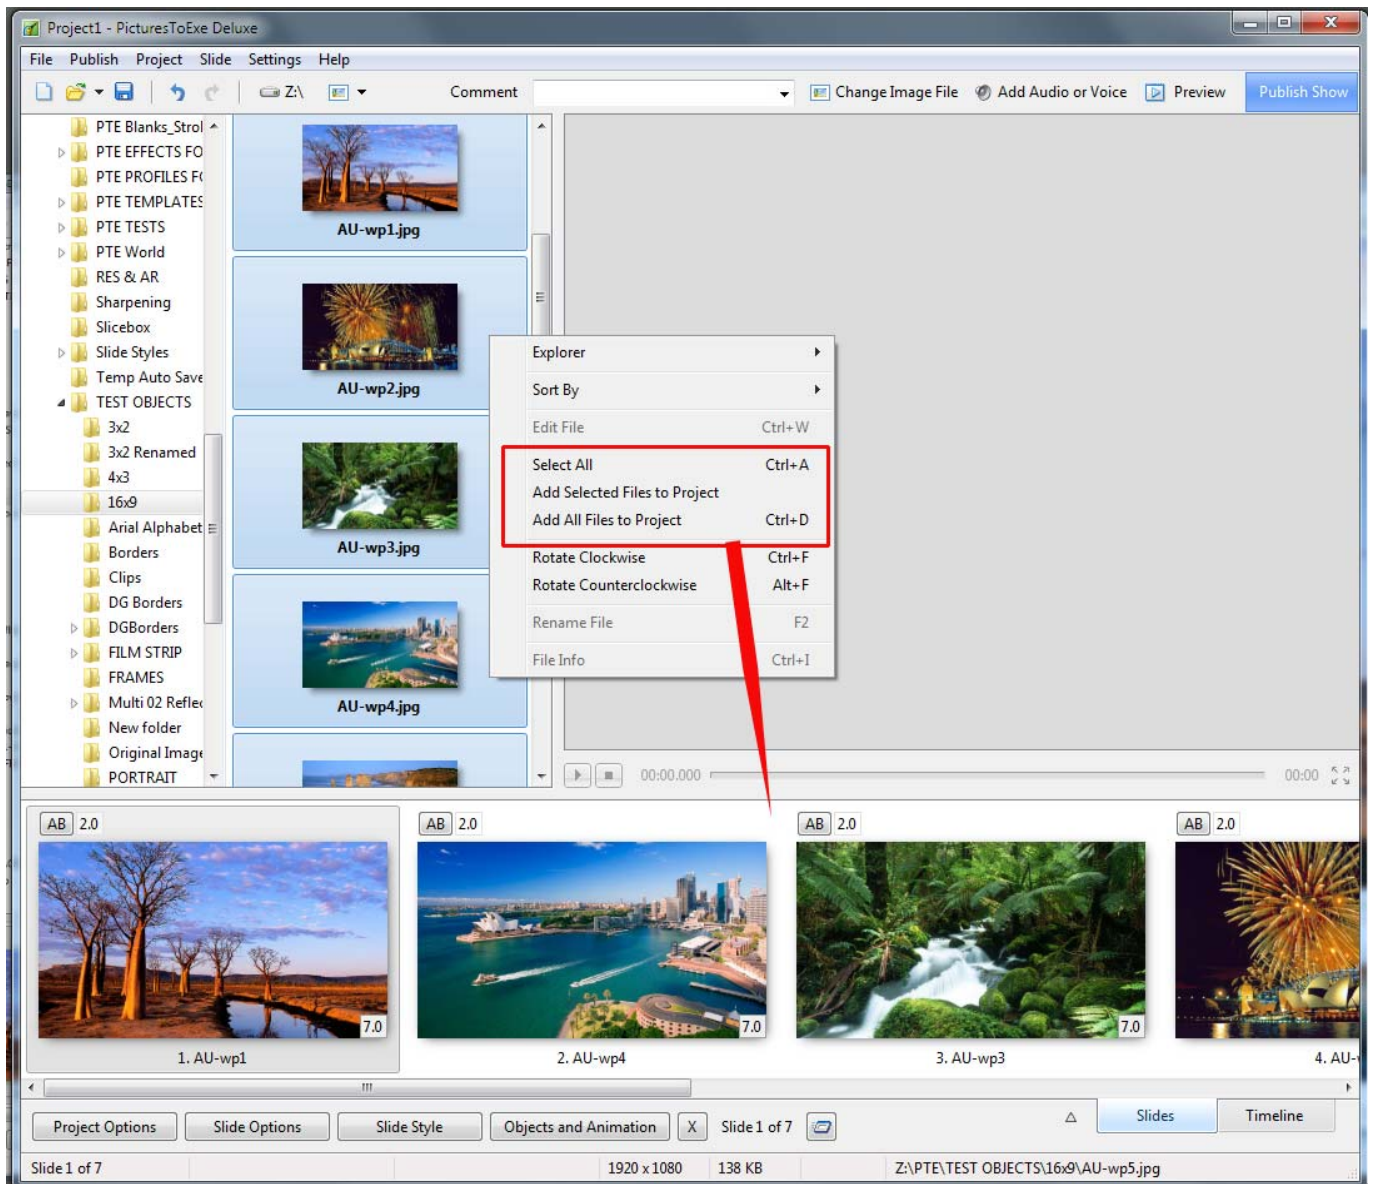 Project1 - PicturesToExe Deluxe
File Publish Project Slide Settings Help
Z:\ Comment Change Image File Add Audio or Voice Preview Publish Show
PTE Blanks_Strol
PTE EFFECTS FO
PTE PROFILES F
PTE TEMPLATES
PTE TESTS
PTE World
RES & AR
Sharpening
Slicebox
Slide Styles
Temp Auto Save
TEST OBJECTS
3x2
3x2 Renamed
4x3
16x9
Arial Alphabet
Borders
Clips
DG Borders
DGBorders
FILM STRIP
FRAMES
Multi 02 Reflec
New folder
Original Image
PORTRAIT
AU-wp1.jpg
AU-wp2.jpg
AU-wp3.jpg
AU-wp4.jpg
Explorer
Sort By
Edit File Ctrl+W
Select All Ctrl+A
Add Selected Files to Project
Add All Files to Project Ctrl+D
Rotate Clockwise Ctrl+F
Rotate Counterclockwise Alt+F
Rename File F2
File Info Ctrl+I
00:00.000 00:00
AB 2.0 AB 2.0 AB 2.0 AB 2.0
7.0 7.0 7.0
1. AU-wp1 2. AU-wp4 3. AU-wp3 4. AU-
Project Options Slide Options Slide Style Objects and Animation X Slide 1 of 7 Slides Timeline
Slide 1 of 7 1920 x 1080 138 KB Z:\PTE\TEST OBJECTS\16x9\AU-wp5.jpg